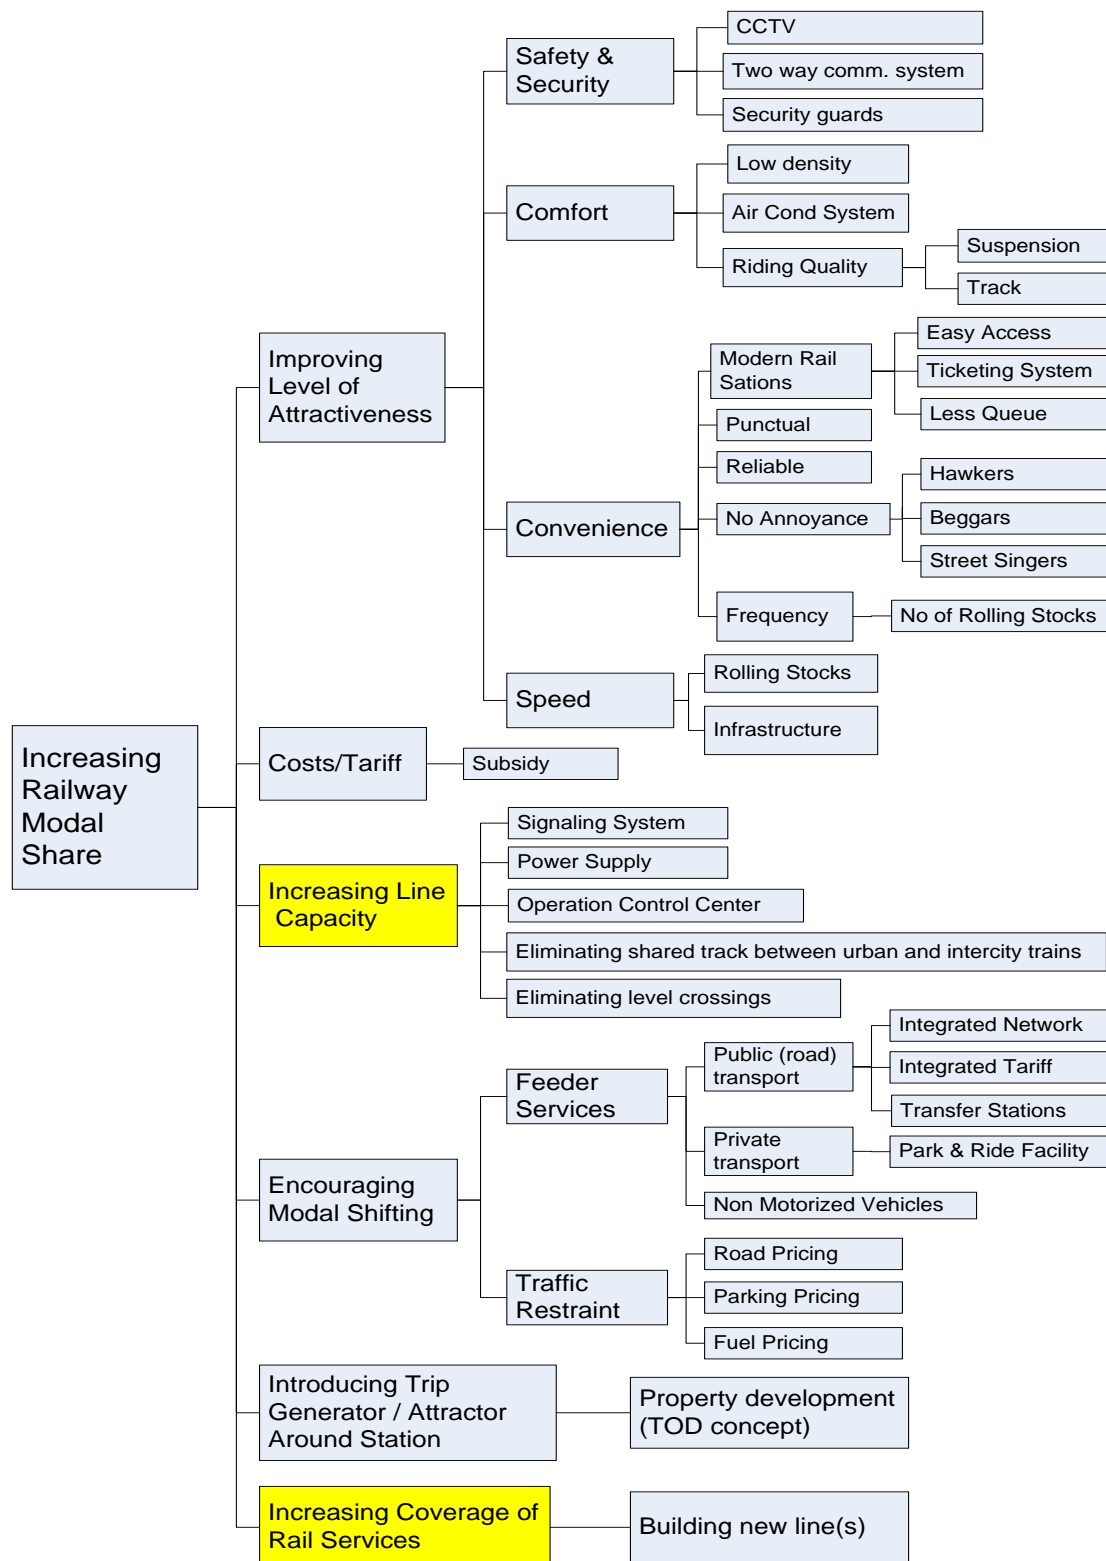 CCTV
Safety &
Security
Two way comm. system
Security guards
Low density
Comfort
Air Cond System
Riding Quality
Suspension
Track
Improving
Level of
Attractiveness
Easy Access
Modern Rail
Sations
Ticketing System
Less Queue
Punctual
Reliable
Hawkers
Convenience
No Annoyance
Beggars
Street Singers
Frequency
No of Rolling Stocks
Speed
Rolling Stocks
Infrastructure
Increasing
Railway
Modal
Share
Costs/Tariff
Subsidy
Signaling System
Power Supply
Increasing Line
Capacity
Operation Control Center
Eliminating shared track between urban and intercity trains
Eliminating level crossings
Integrated Network
Public (road)
transport
Integrated Tariff
Feeder
Services
Transfer Stations
Private
transport
Park & Ride Facility
Encouraging
Modal Shifting
Non Motorized Vehicles
Road Pricing
Traffic
Restraint
Parking Pricing
Fuel Pricing
Introducing Trip
Generator / Attractor
Around Station
Property development
(TOD concept)
Increasing Coverage of
Rail Services
Building new line(s)